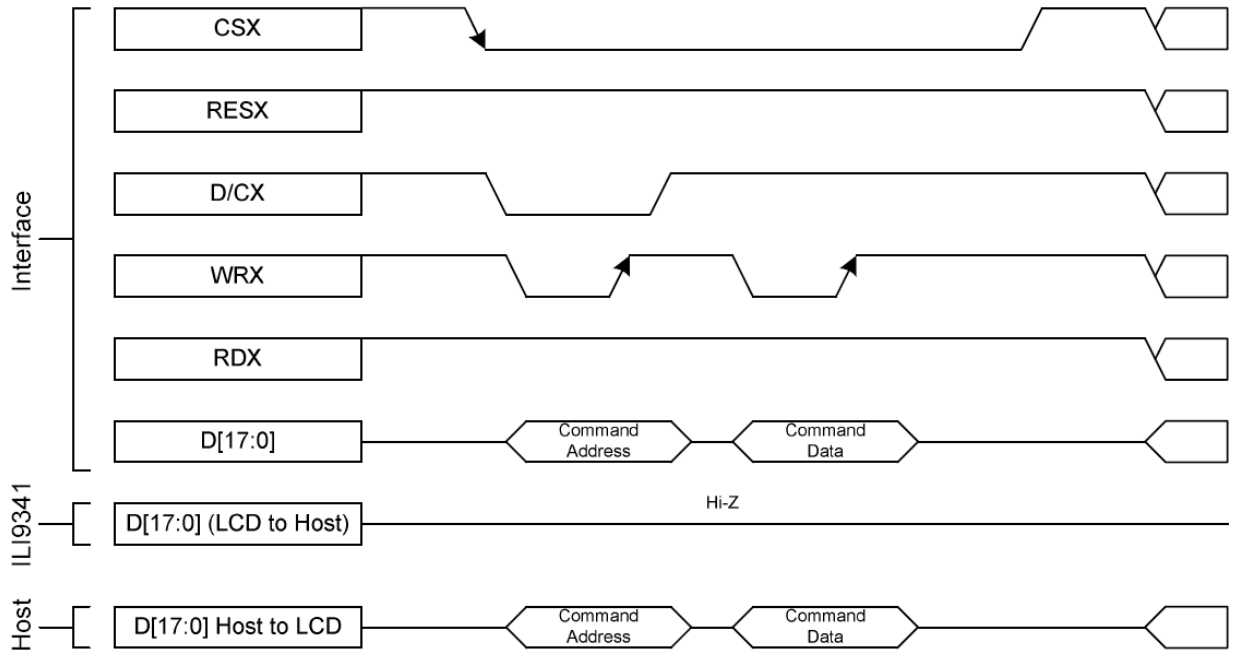 CSX
RESX
D/CX
WRX
RDX
D[17:0]
Command
Address
Command
Data
Interface
D[17:0] (LCD to Host)
Hi-Z
ILI9341
D[17:0] Host to LCD
Command
Address
Command
Data
Host